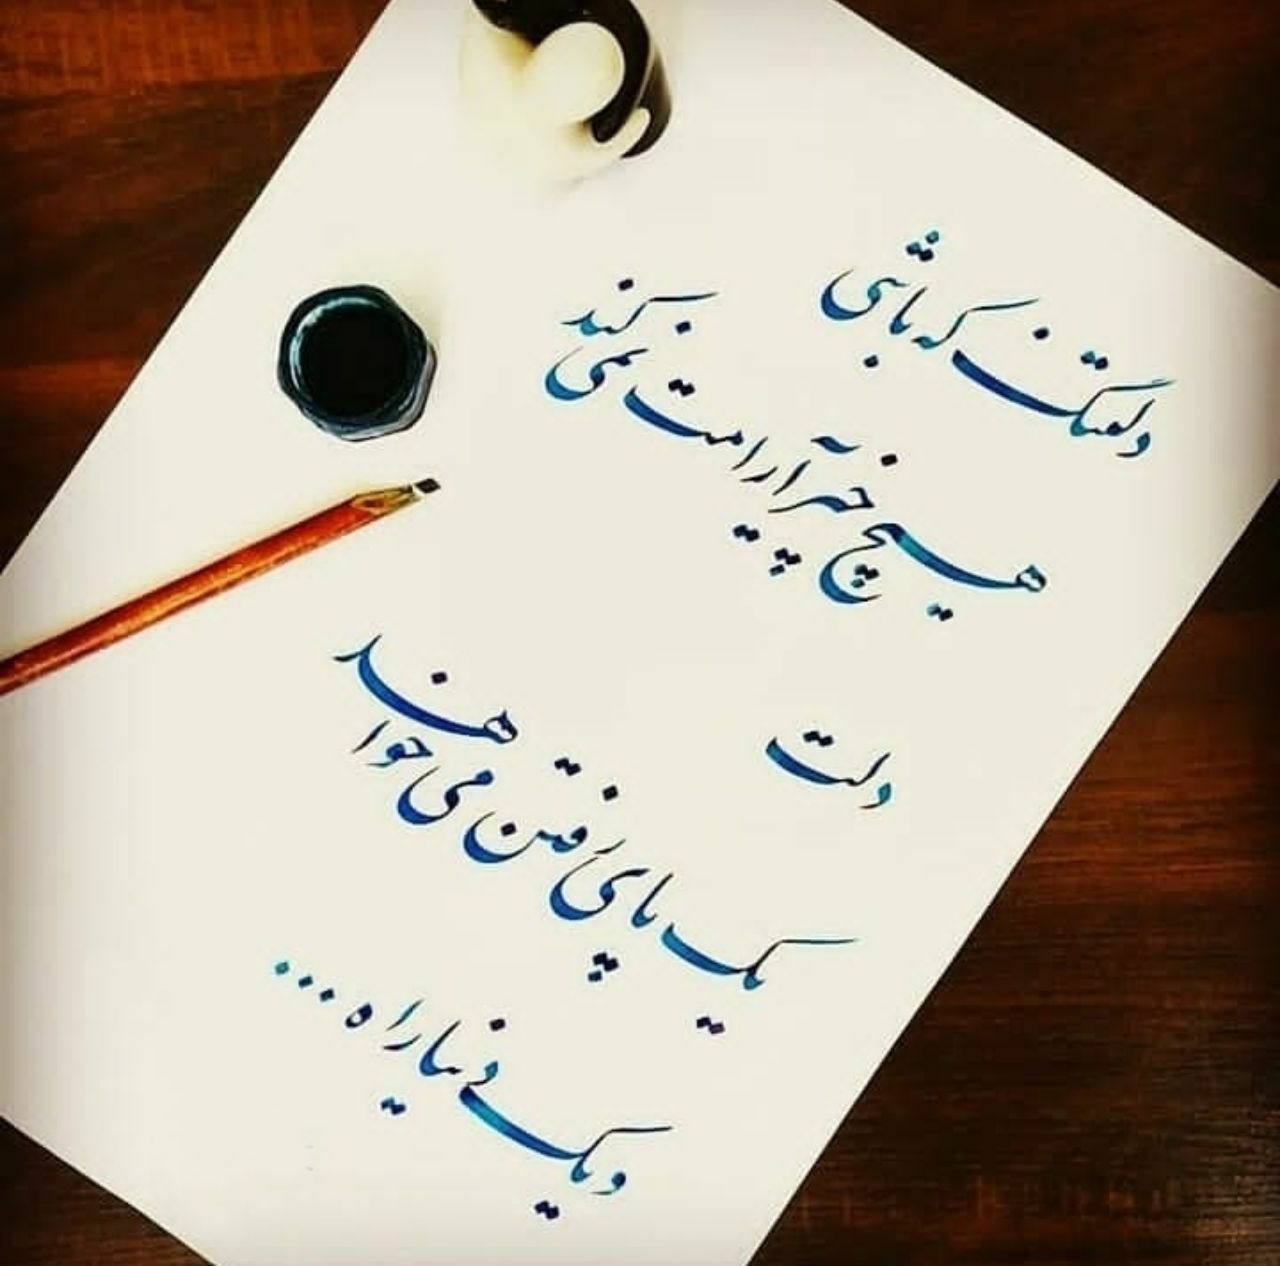 دلتنگ که باشی
هیچ چیز آرامت نمی کند
دلت
یک پای رفتن می خواهد
و یک دنیا راه ...